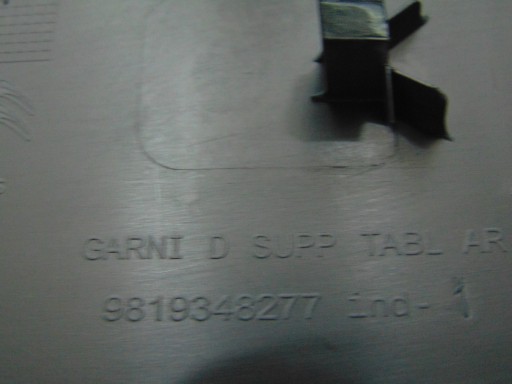 GARNI D SUPP TABL AR
9819348277 ind- 1